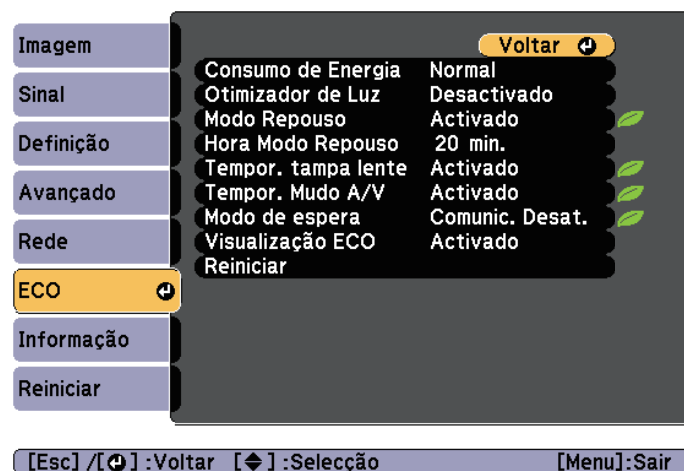 Imagem
Sinal
Definição
Avançado
Rede
ECO
Informação
Reiniciar
Voltar
Consumo de Energia Normal
Otimizador de Luz Desactivado
Modo Repouso Activado
Hora Modo Repouso 20 min.
Tempor. tampa lente Activado
Tempor. Mudo A/V Activado
Modo de espera Comunic. Desat.
Visualização ECO Activado
Reiniciar
[Esc] /[ ] :Voltar [ ] :Selecção [Menu]:Sair